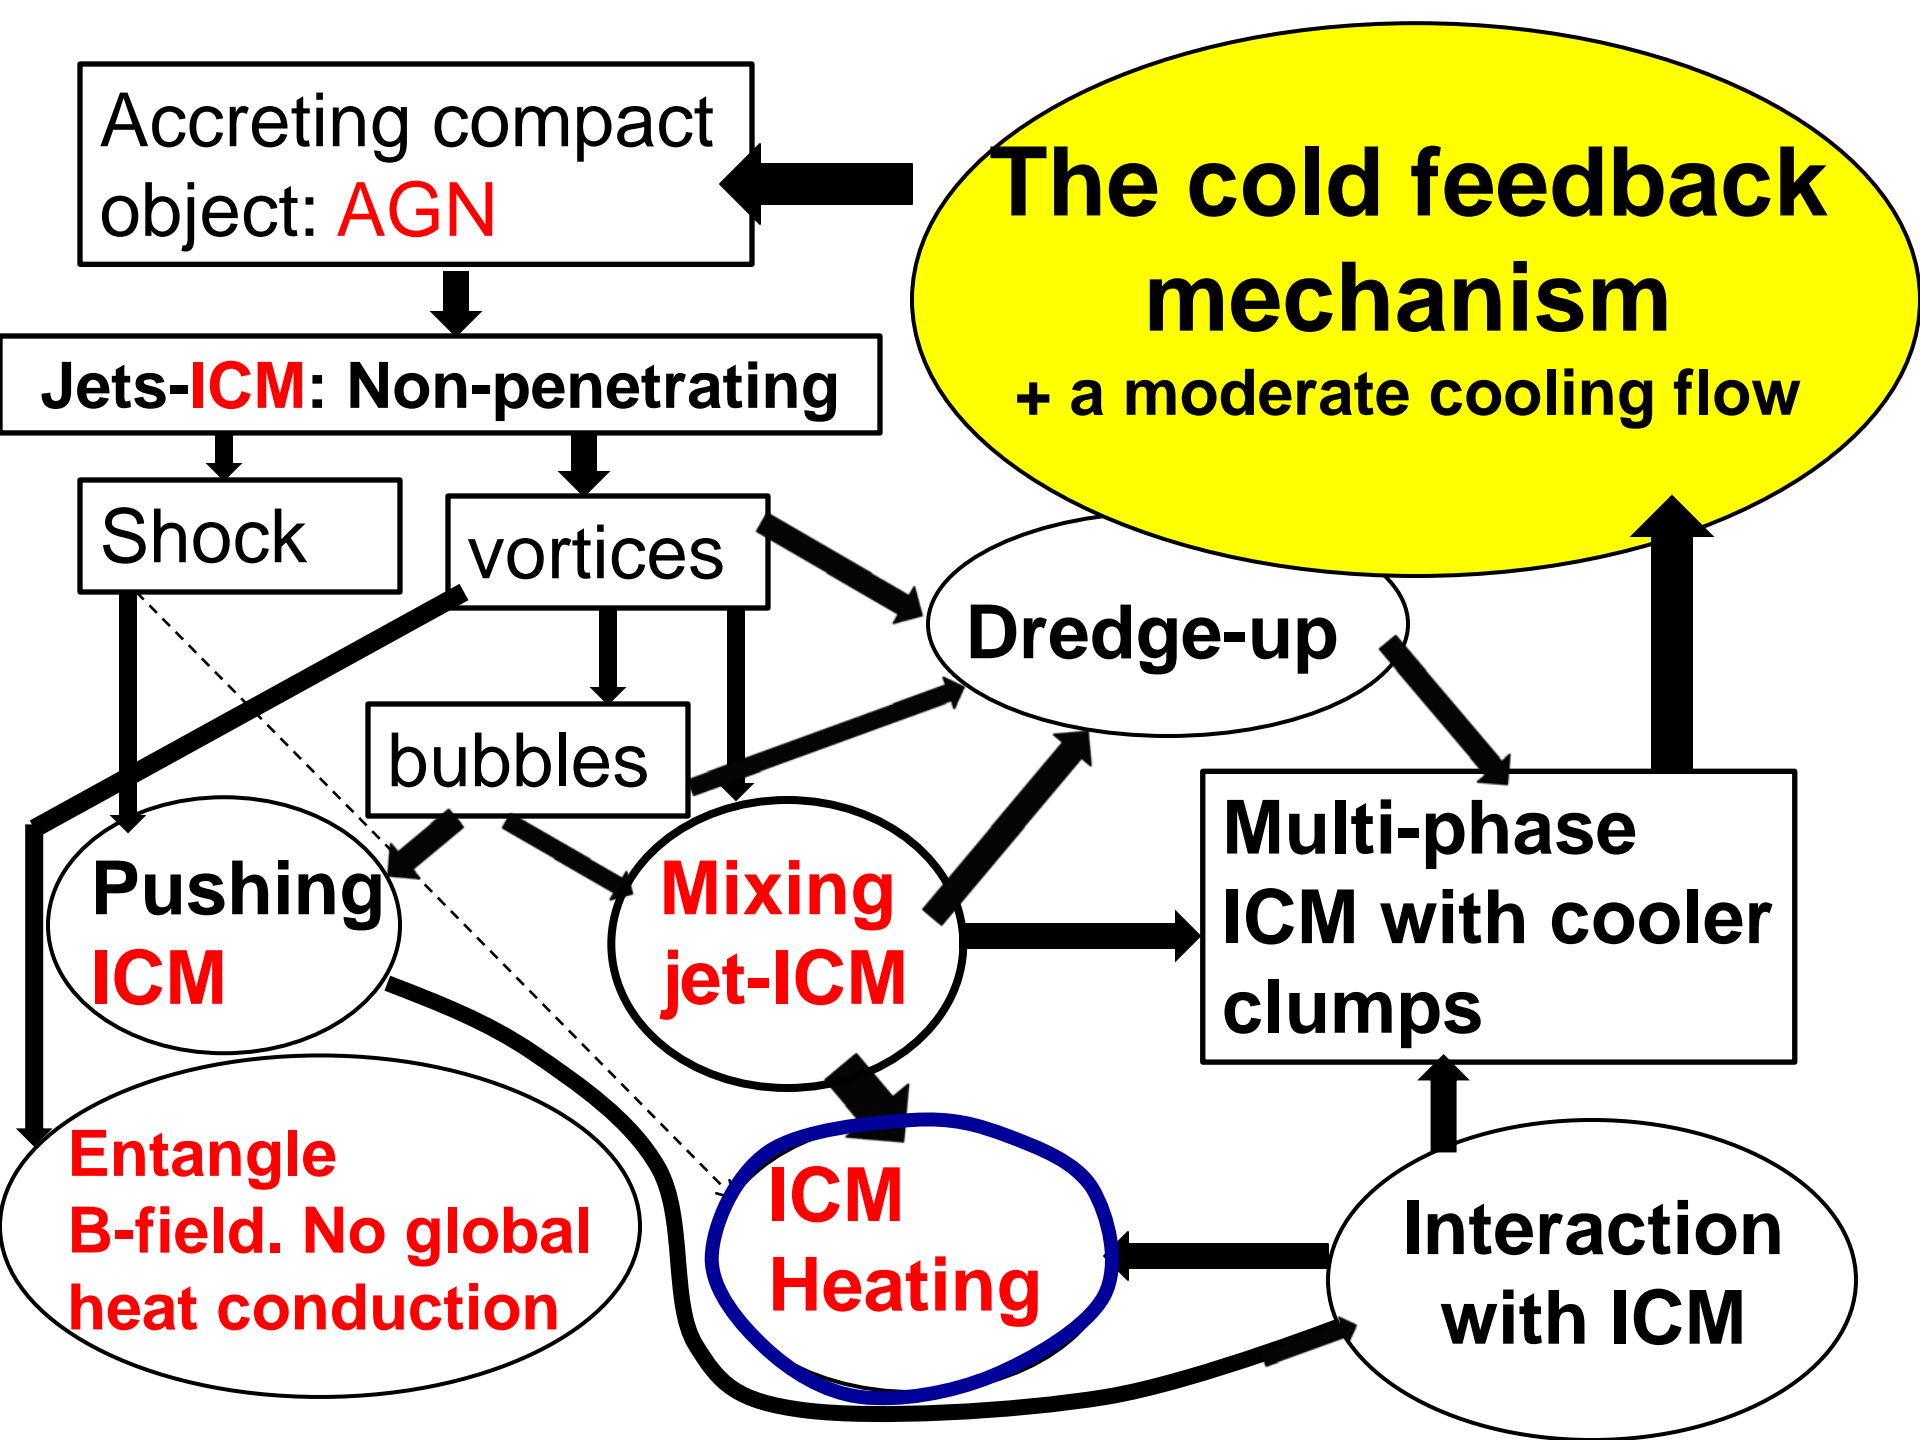 Accreting compact
object: AGN
The cold feedback
mechanism
+ a moderate cooling flow
Jets-ICM: Non-penetrating
Shock
vortices
Dredge-up
bubbles
Pushing
ICM
Mixing
jet-ICM
Multi-phase
ICM with cooler
clumps
Entangle
B-field. No global
heat conduction
ICM
Heating
Interaction
with ICM